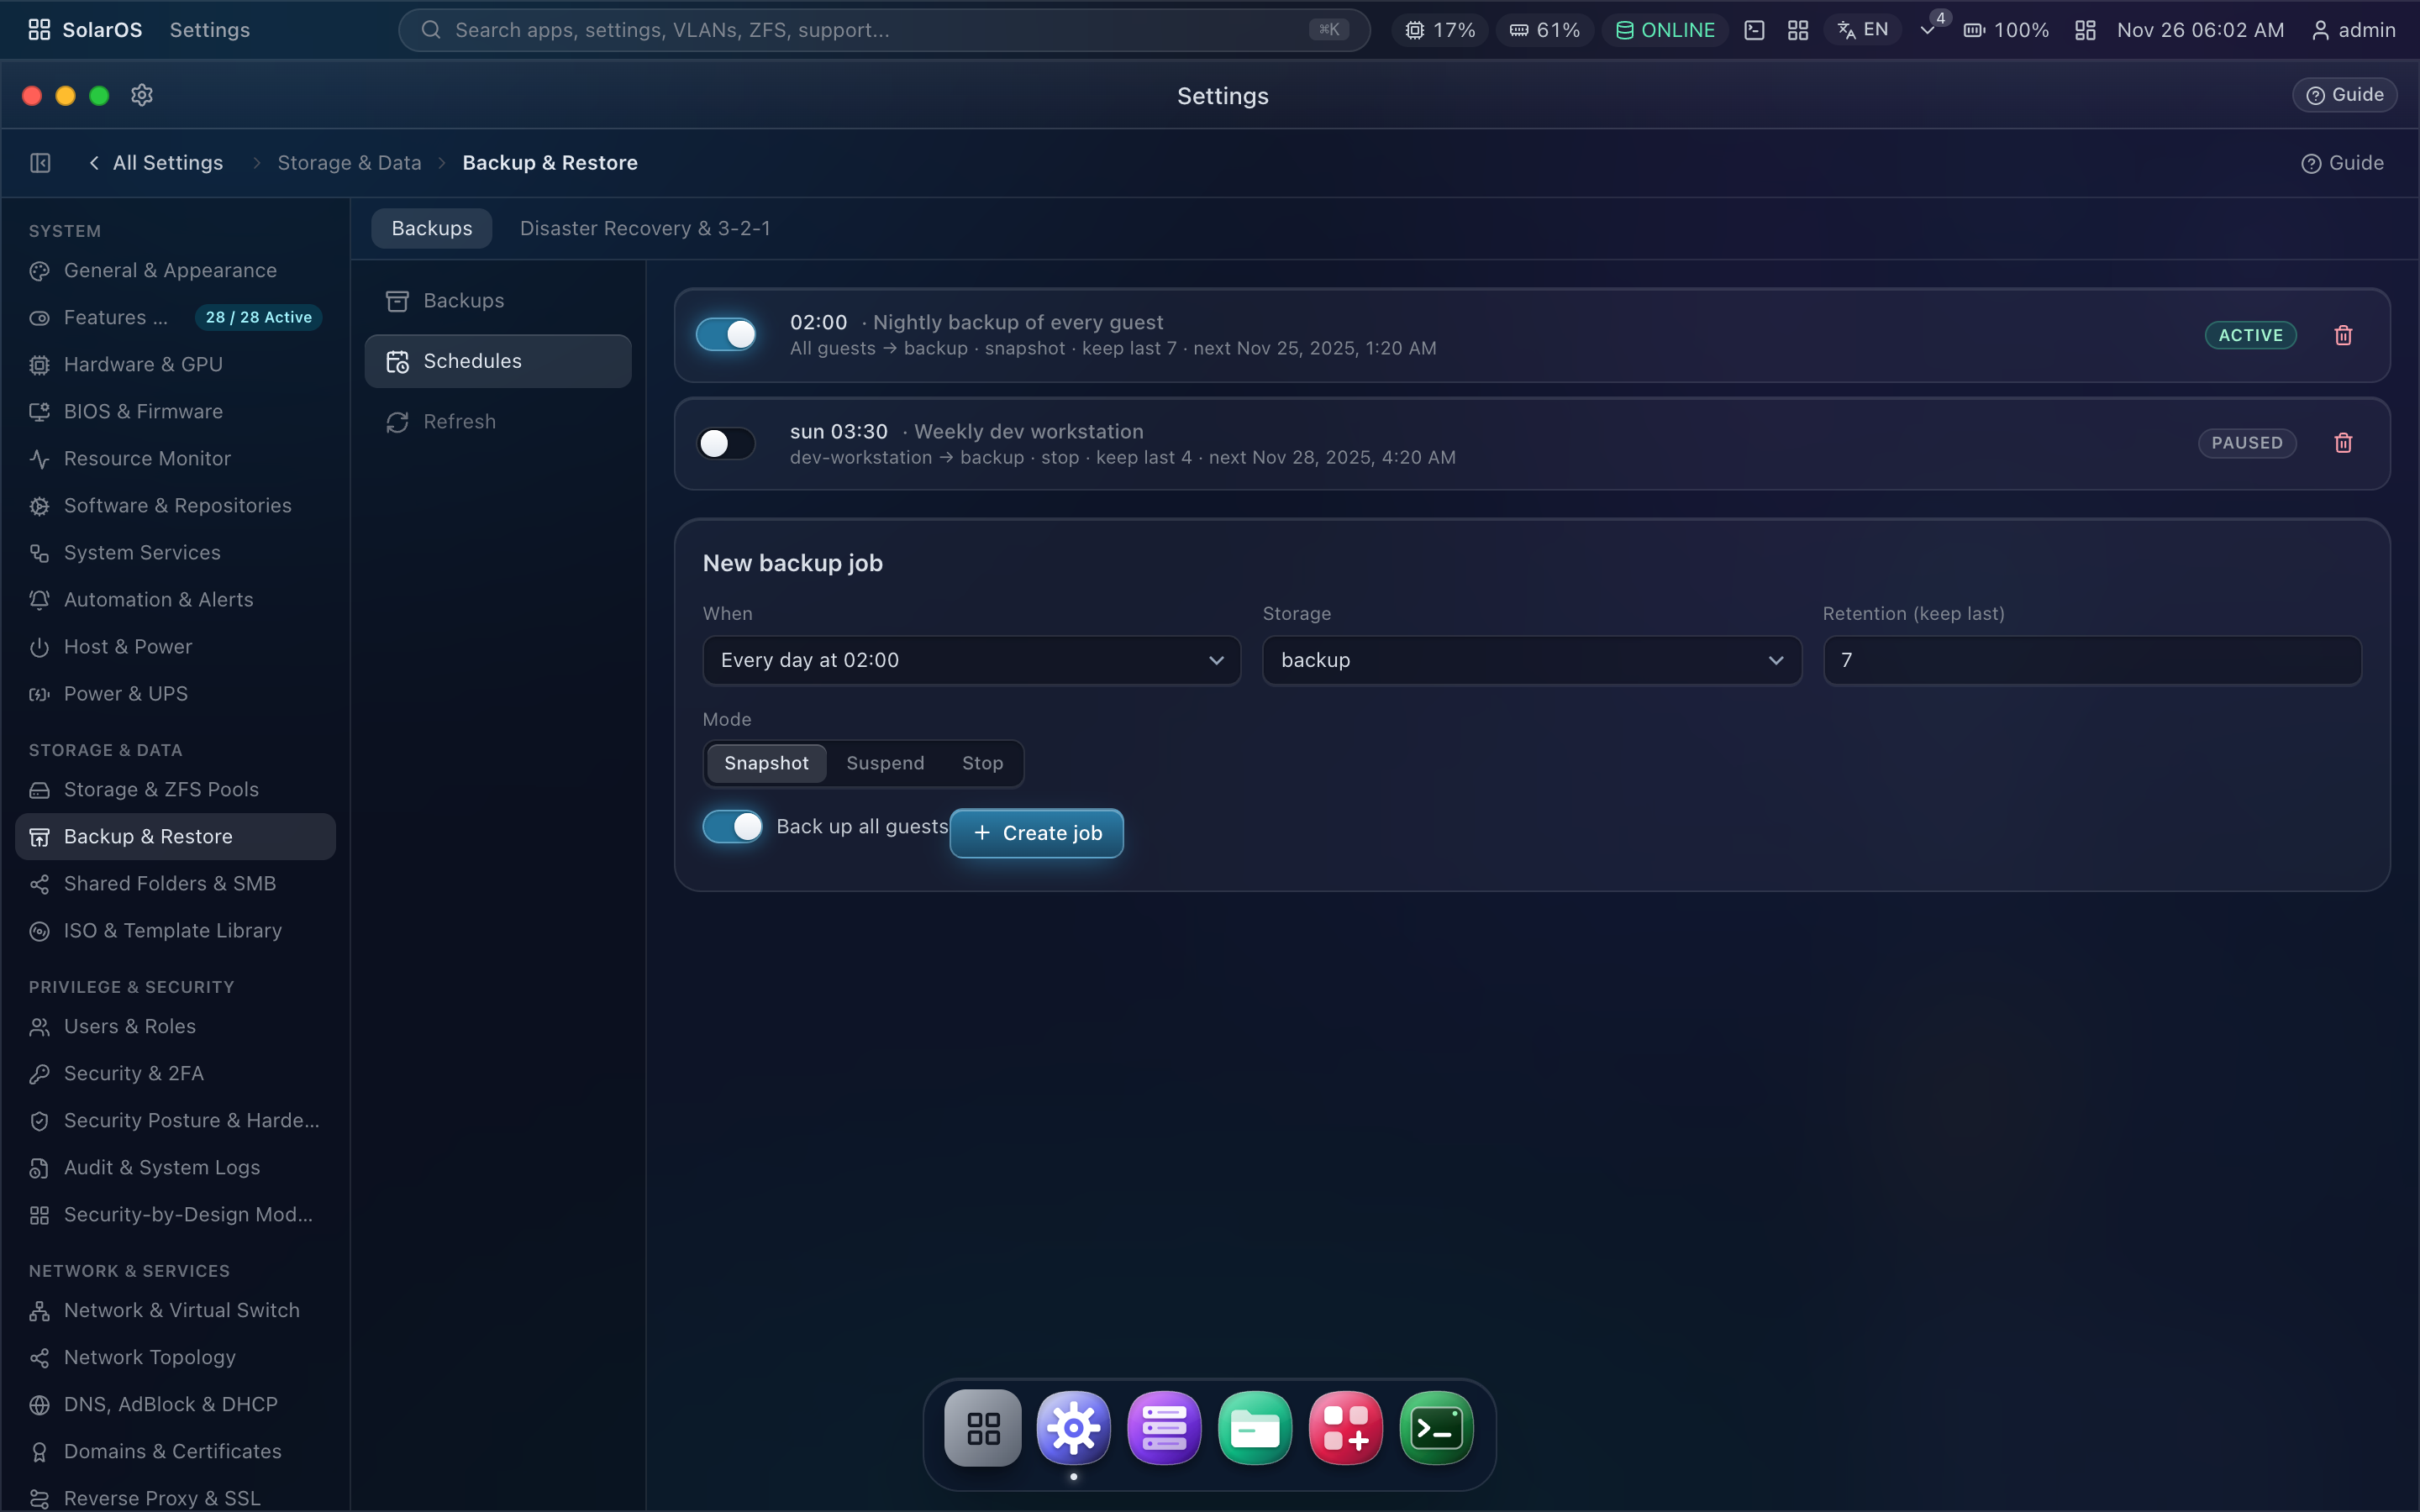 SolarOS Settings Search apps, settings, VLANs, ZFS, support... ⌘K 17% 61% ONLINE EN 4 100% Nov 26 06:02 AM admin
Settings Guide
All Settings Storage & Data Backup & Restore Guide
SYSTEM
General & Appearance
Features ... 28 / 28 Active
Hardware & GPU
BIOS & Firmware
Resource Monitor
Software & Repositories
System Services
Automation & Alerts
Host & Power
Power & UPS
STORAGE & DATA
Storage & ZFS Pools
Backup & Restore
Shared Folders & SMB
ISO & Template Library
PRIVILEGE & SECURITY
Users & Roles
Security & 2FA
Security Posture & Harde...
Audit & System Logs
Security-by-Design Mod...
NETWORK & SERVICES
Network & Virtual Switch
Network Topology
DNS, AdBlock & DHCP
Domains & Certificates
Reverse Proxy & SSL
Backups Disaster Recovery & 3-2-1
Backups
Schedules
Refresh
02:00 · Nightly backup of every guest
All guests → backup · snapshot · keep last 7 · next Nov 25, 2025, 1:20 AM
ACTIVE
sun 03:30 · Weekly dev workstation
dev-workstation → backup · stop · keep last 4 · next Nov 28, 2025, 4:20 AM
PAUSED
New backup job
When Storage Retention (keep last)
Every day at 02:00 backup 7
Mode
Snapshot Suspend Stop
Back up all guests + Create job